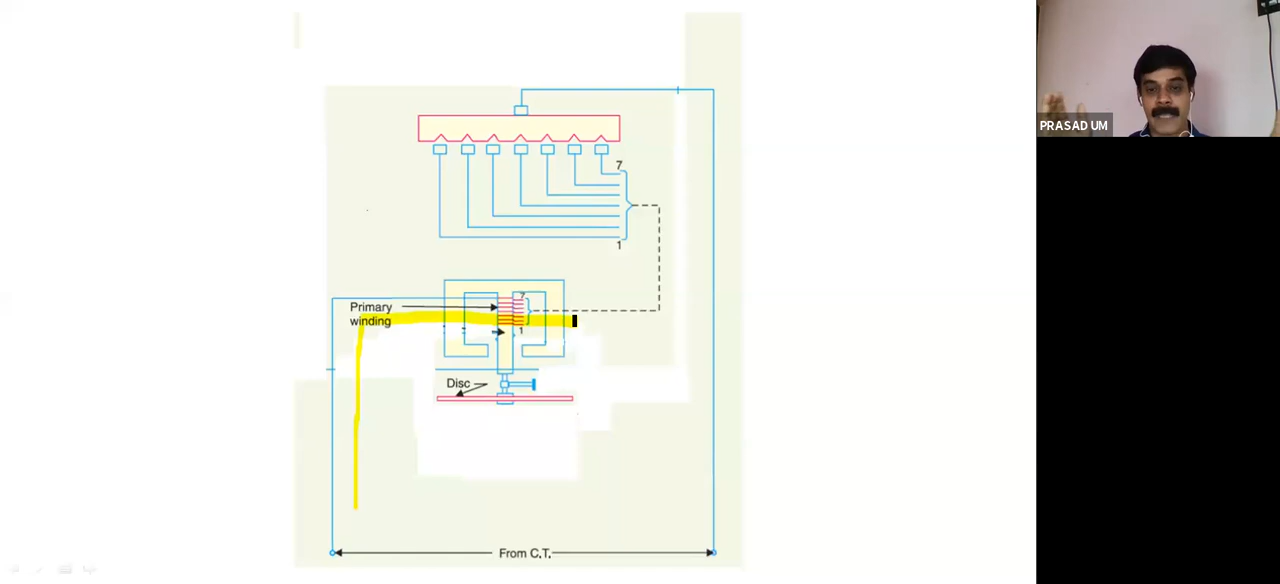 PRASAD UM
7
1
Primary
winding
7
1
Disc
From C.T.